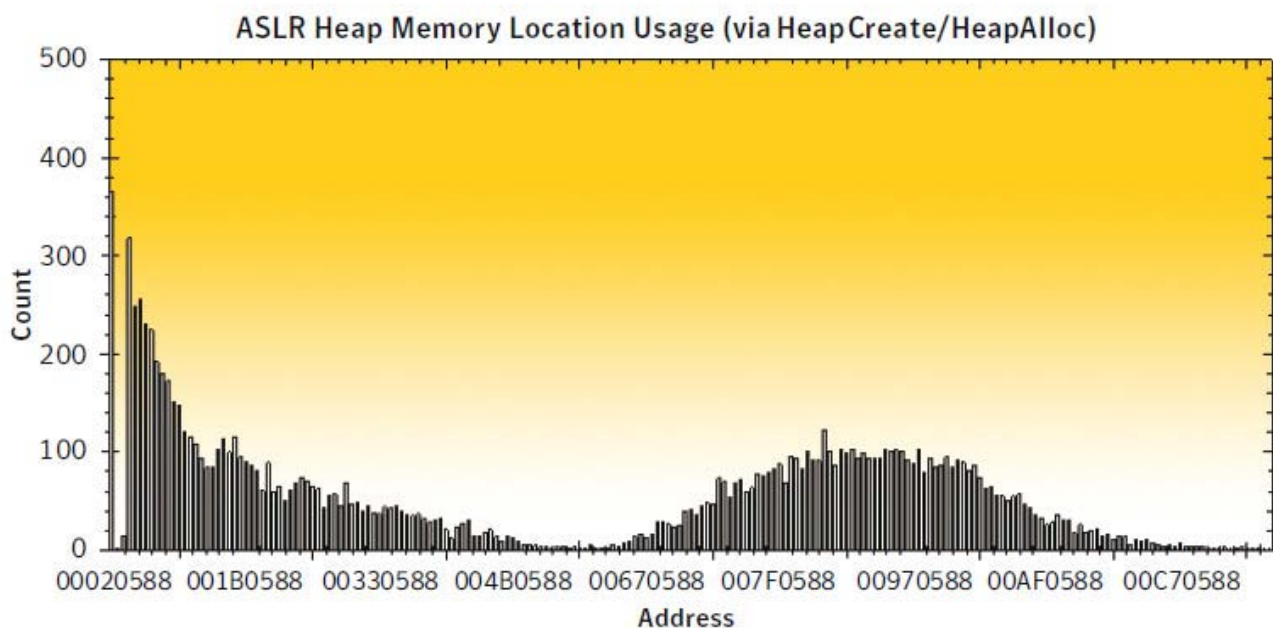 ASLR Heap Memory Location Usage (via HeapCreate/HeapAlloc)
500
400
300
200
100
0
Count
00020588 001B0588 00330588 004B0588 00670588 007F0588 00970588 00AF0588 00C70588
Address